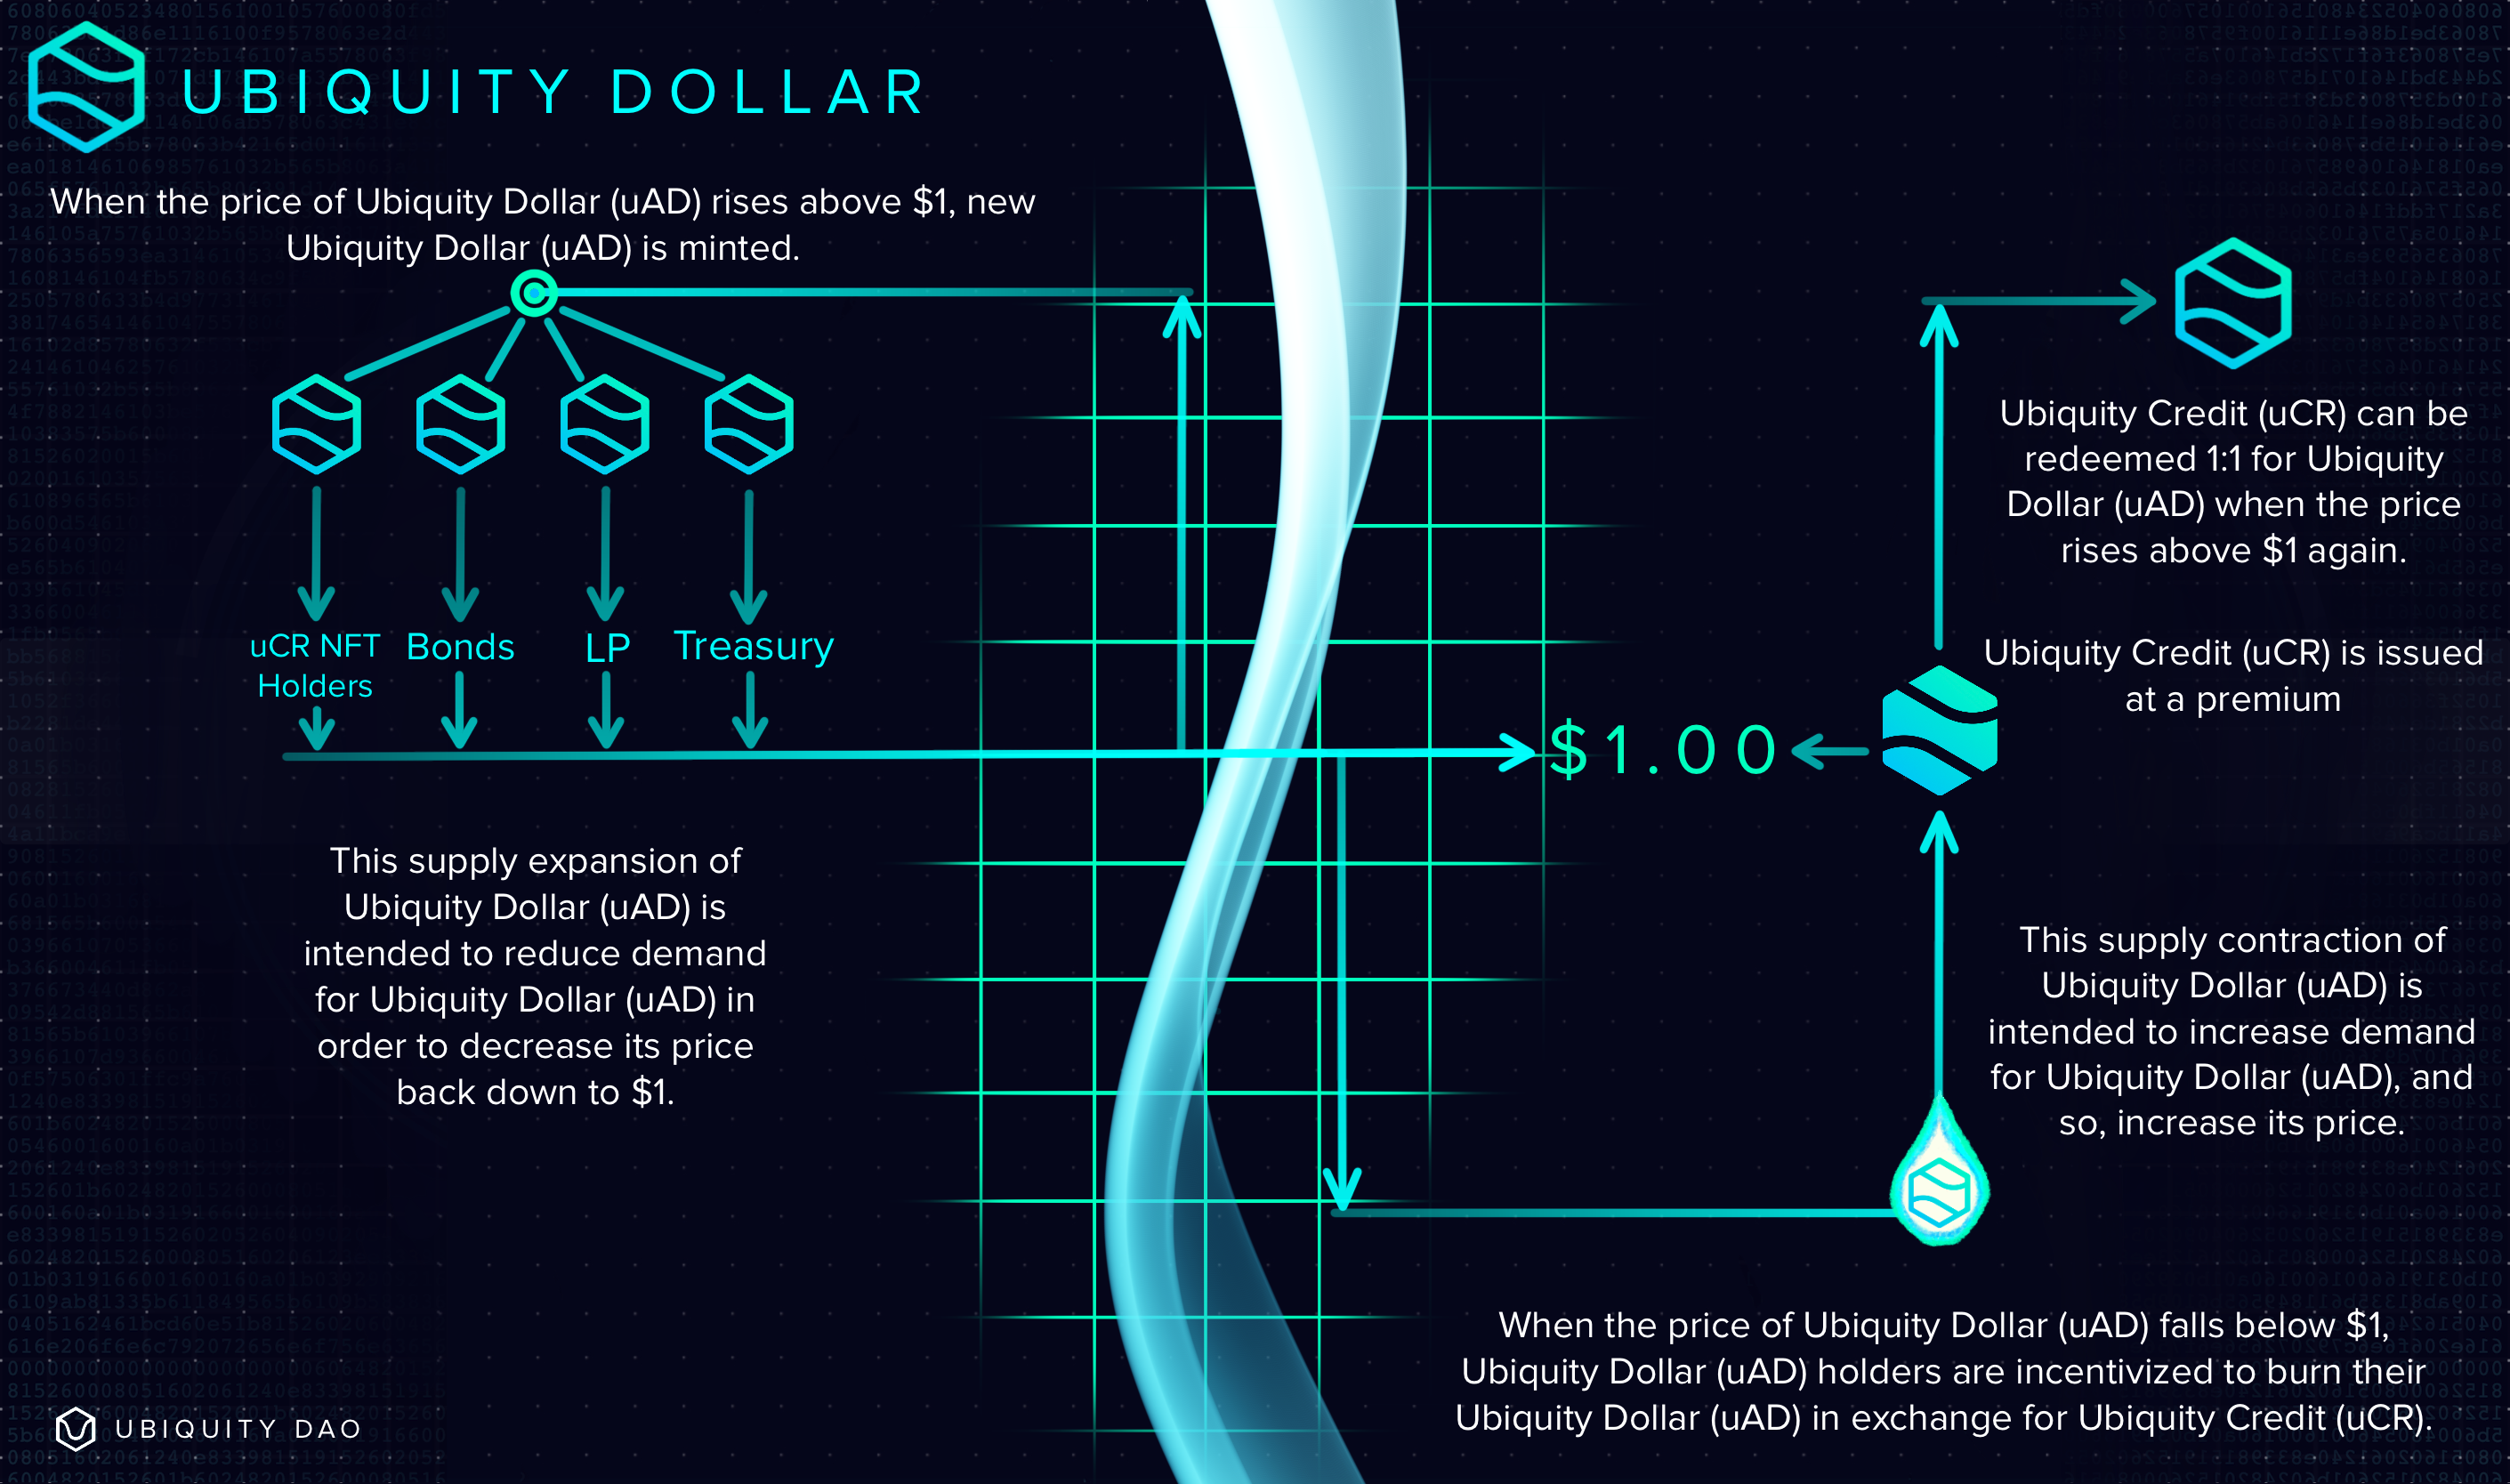 UBIQUITY DOLLAR
When the price of Ubiquity Dollar (uAD) rises above $1, new
Ubiquity Dollar (uAD) is minted.
uCR NFT
Holders
Bonds
LP
Treasury
This supply expansion of
Ubiquity Dollar (uAD) is
intended to reduce demand
for Ubiquity Dollar (uAD) in
order to decrease its price
back down to $1.
$1.00
Ubiquity Credit (uCR) can be
redeemed 1:1 for Ubiquity
Dollar (uAD) when the price
rises above $1 again.
Ubiquity Credit (uCR) is issued
at a premium
This supply contraction of
Ubiquity Dollar (uAD) is
intended to increase demand
for Ubiquity Dollar (uAD), and
so, increase its price.
When the price of Ubiquity Dollar (uAD) falls below $1,
Ubiquity Dollar (uAD) holders are incentivized to burn their
Ubiquity Dollar (uAD) in exchange for Ubiquity Credit (uCR).
UBIQUITY DAO